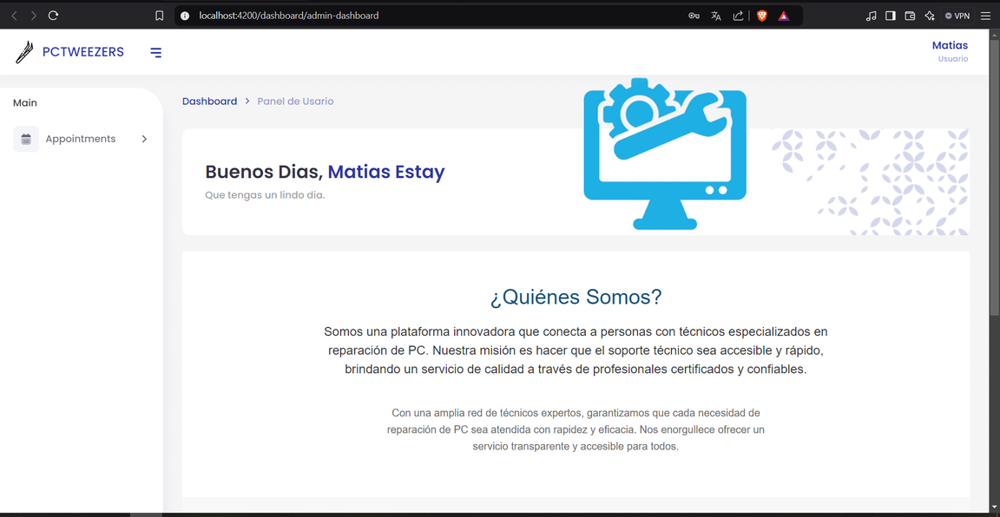 localhost:4200/dashboard/admin-dashboard
VPN
PCTWEEZERS
Matias
Usuario
Main
Appointments
Dashboard > Panel de Usario
Buenos Dias, Matias Estay
Que tengas un lindo dia.
¿Quiénes Somos?
Somos una plataforma innovadora que conecta a personas con técnicos especializados en
reparación de PC. Nuestra misión es hacer que el soporte técnico sea accesible y rápido,
brindando un servicio de calidad a través de profesionales certificados y confiables.
Con una amplia red de técnicos expertos, garantizamos que cada necesidad de
reparación de PC sea atendida con rapidez y eficacia. Nos enorgullece ofrecer un
servicio transparente y accesible para todos.